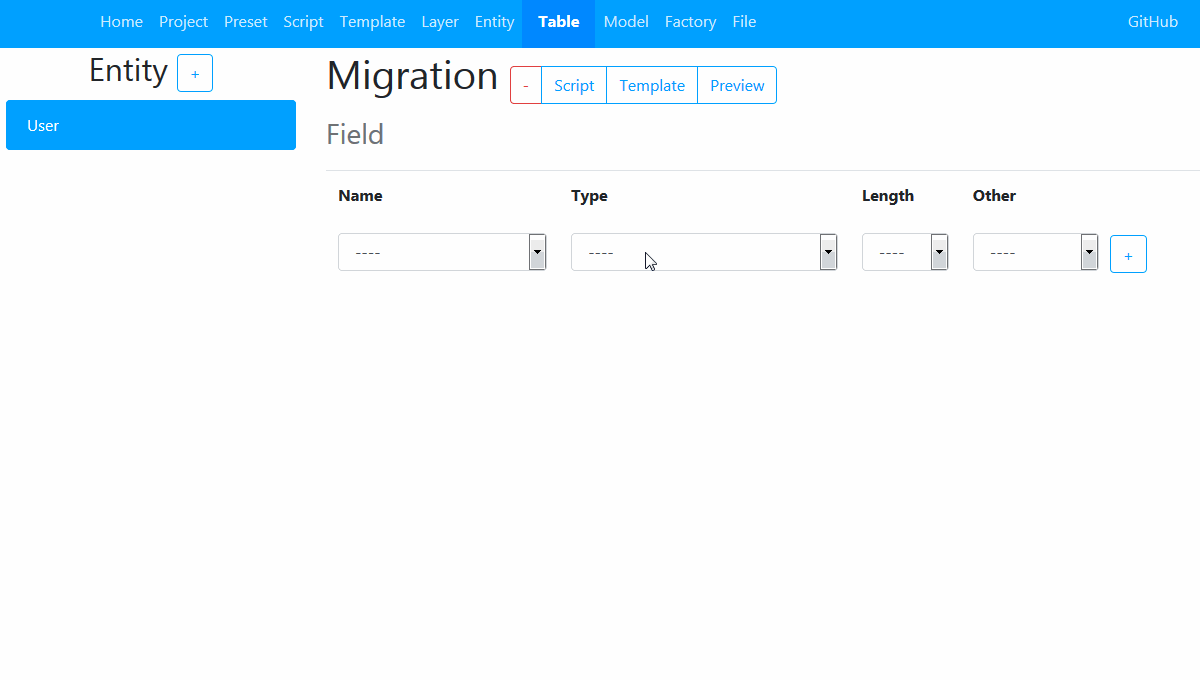 Home Project Preset Script Template Layer Entity Table Model Factory File GitHub
Entity +
User
Migration - Script Template Preview
Field
Name Type Length Other
---- ---- ---- ---- +